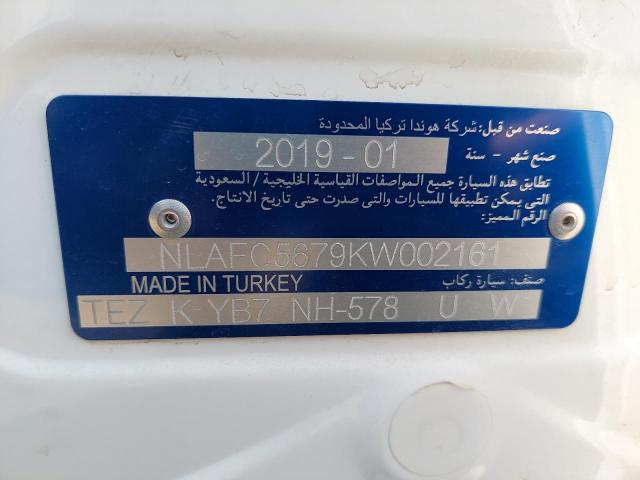 صنعت من قبل: شركة هوندا تركيا المحدودة
صنع شهر - سنة 2019 - 01
تطابق هذه السيارة جميع المواصفات القياسية الخليجية / السعودية
التي يمكن تطبيقها للسيارات والتي صدرت حتى تاريخ الانتاج.
الرقم المميز:
NLAFC5679KW002161
MADE IN TURKEY صنف: سيارة ركاب
TEZ K YB7 NH-578 U W